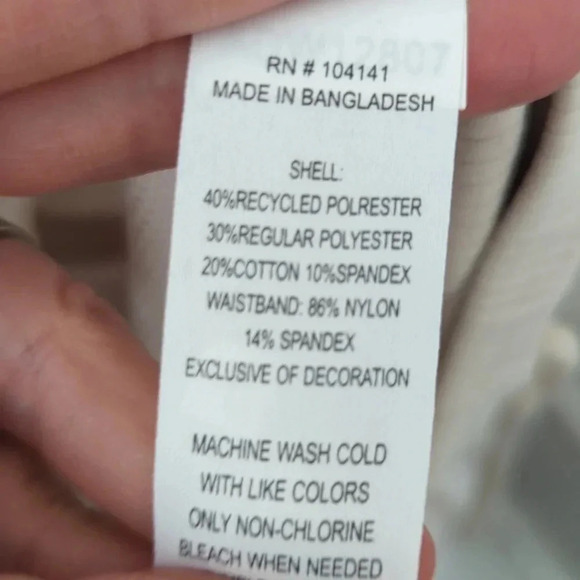 RN # 104141
MADE IN BANGLADESH
SHELL:
40%RECYCLED POLRESTER
30%REGULAR POLYESTER
20%COTTON 10%SPANDEX
WAISTBAND: 86% NYLON
14% SPANDEX
EXCLUSIVE OF DECORATION
MACHINE WASH COLD
WITH LIKE COLORS
ONLY NON-CHLORINE
BLEACH WHEN NEEDED